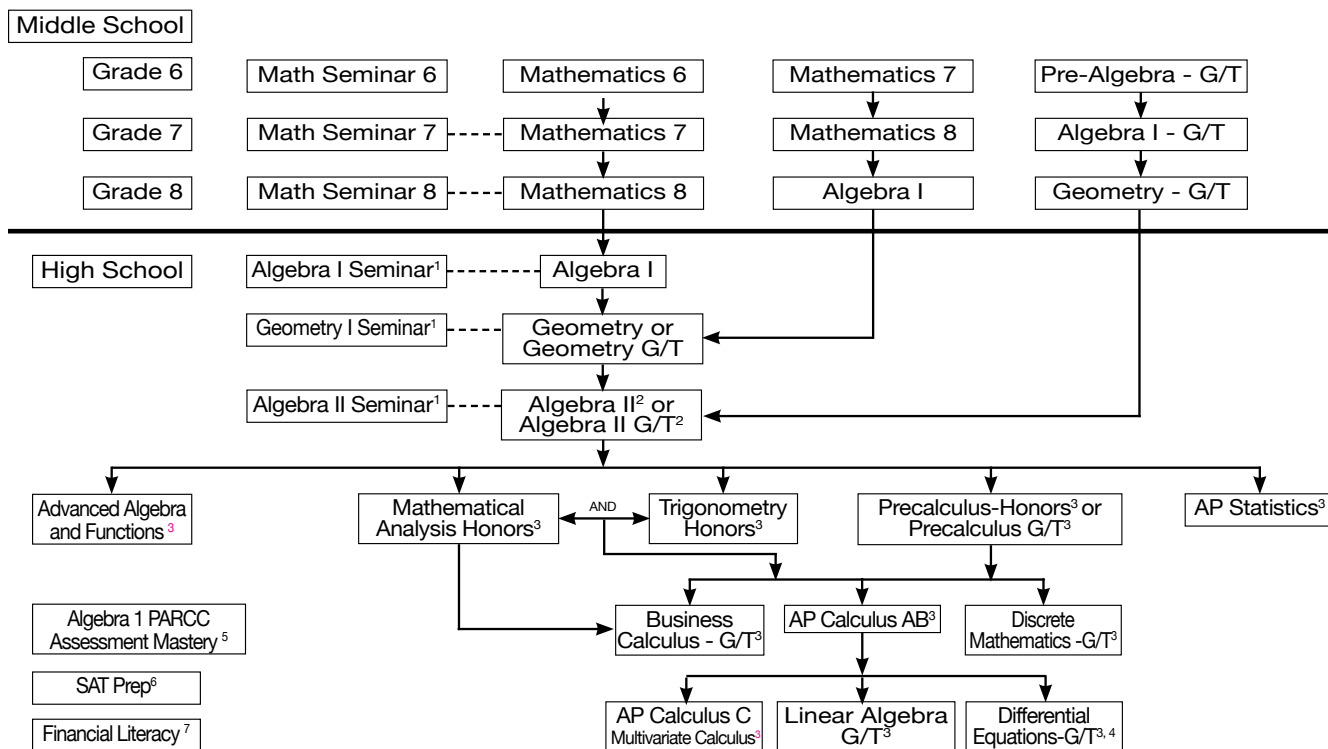 Middle School
Grade 6
Math Seminar 6
Mathematics 6
Mathematics 7
Pre-Algebra - G/T
Grade 7
Math Seminar 7
Mathematics 7
Mathematics 8
Algebra I - G/T
Grade 8
Math Seminar 8
Mathematics 8
Algebra I
Geometry - G/T
High School
Algebra I Seminar¹
Algebra I
Geometry I Seminar¹
Geometry or
Geometry G/T
Algebra II Seminar¹
Algebra II² or
Algebra II G/T²
Advanced Algebra
and Functions ³
Mathematical
Analysis Honors³
AND
Trigonometry
Honors³
Precalculus-Honors³ or
Precalculus G/T³
AP Statistics³
Algebra 1 PARCC
Assessment Mastery ⁵
Business
Calculus - G/T³
AP Calculus AB³
Discrete
Mathematics -G/T³
SAT Prep⁶
Financial Literacy ⁷
AP Calculus C
Multivariate Calculus³
Linear Algebra
G/T³
Differential
Equations-G/T³, ⁴